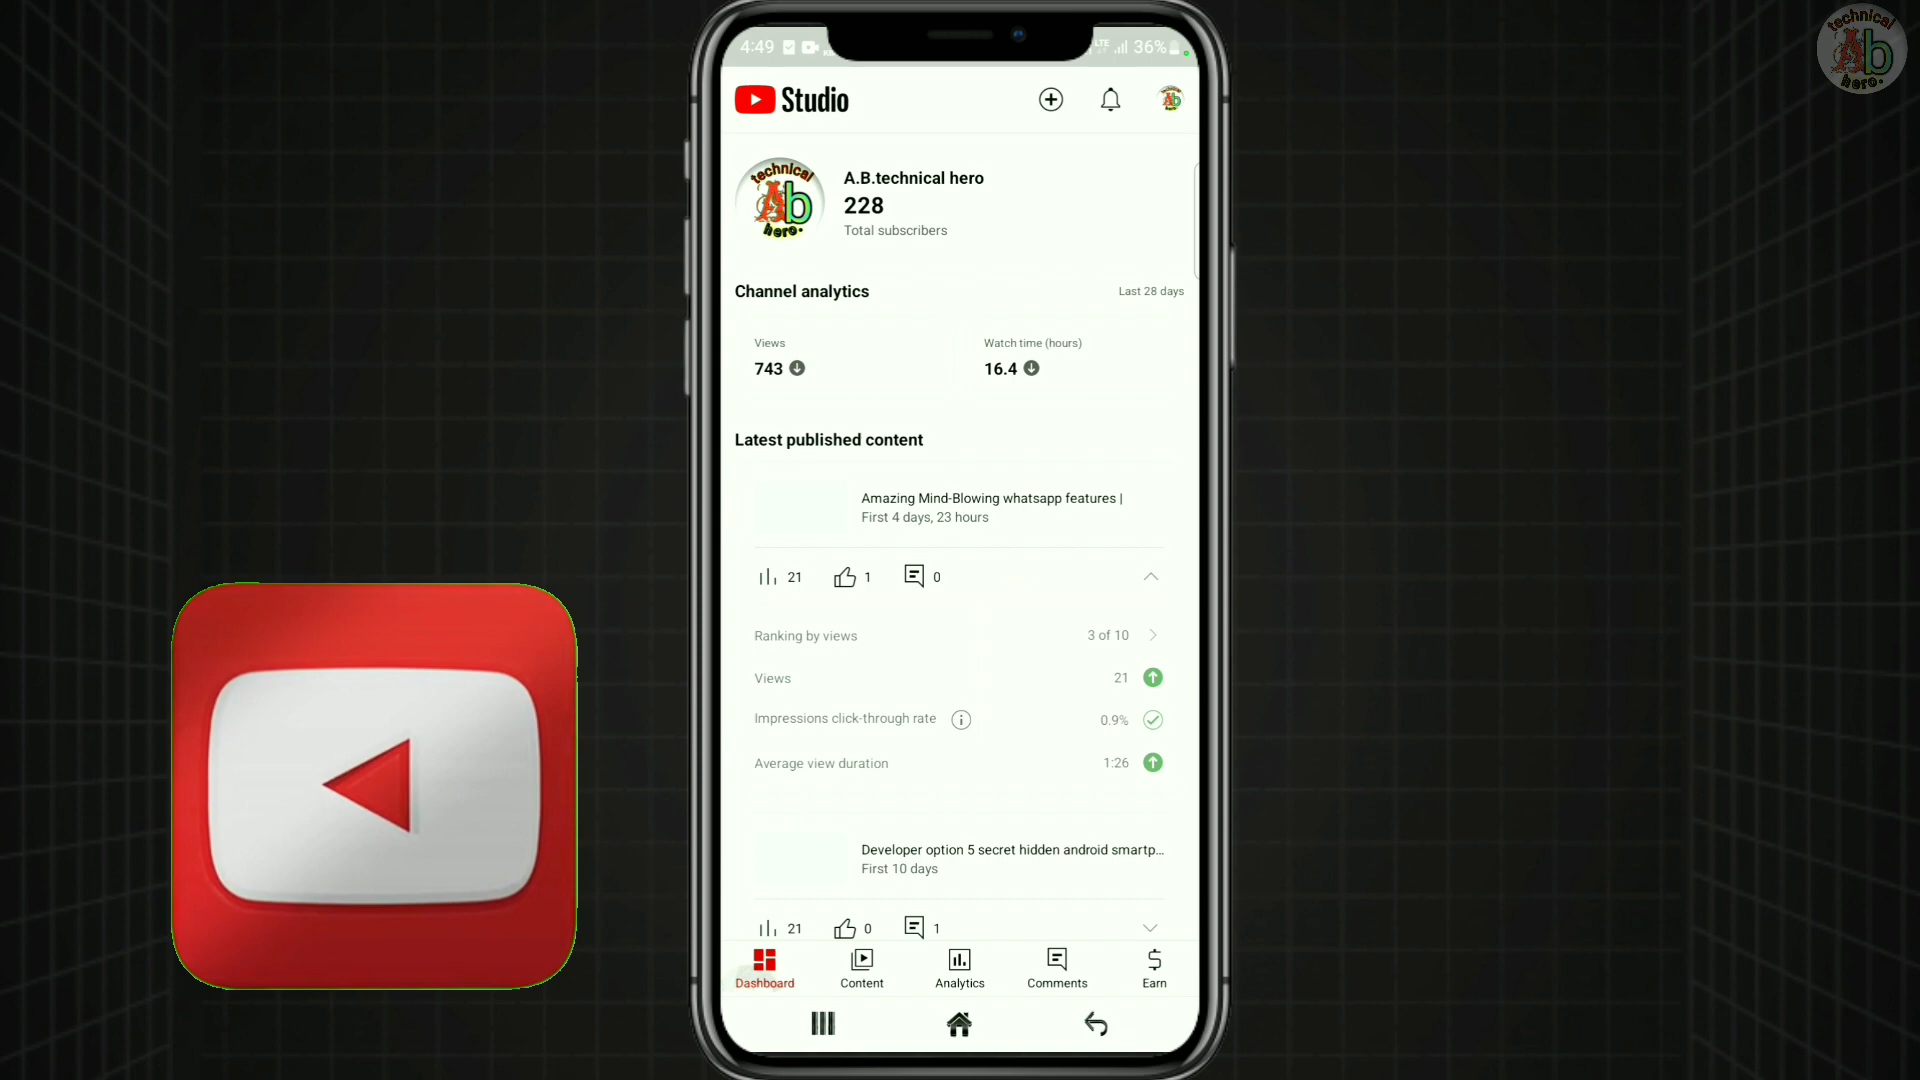 technical
Ab
hero.
4:49
LTE
36%
Studio
technical
Ab
hero.
A.B.technical hero
228
Total subscribers
Channel analytics
Last 28 days
Views
Watch time (hours)
743
16.4
Latest published content
Amazing Mind-Blowing whatsapp features |
First 4 days, 23 hours
21
1
0
Ranking by views
3 of 10
Views
21
Impressions click-through rate
0.9%
Average view duration
1:26
Developer option 5 secret hidden android smartp...
First 10 days
21
0
1
Dashboard
Content
Analytics
Comments
Earn